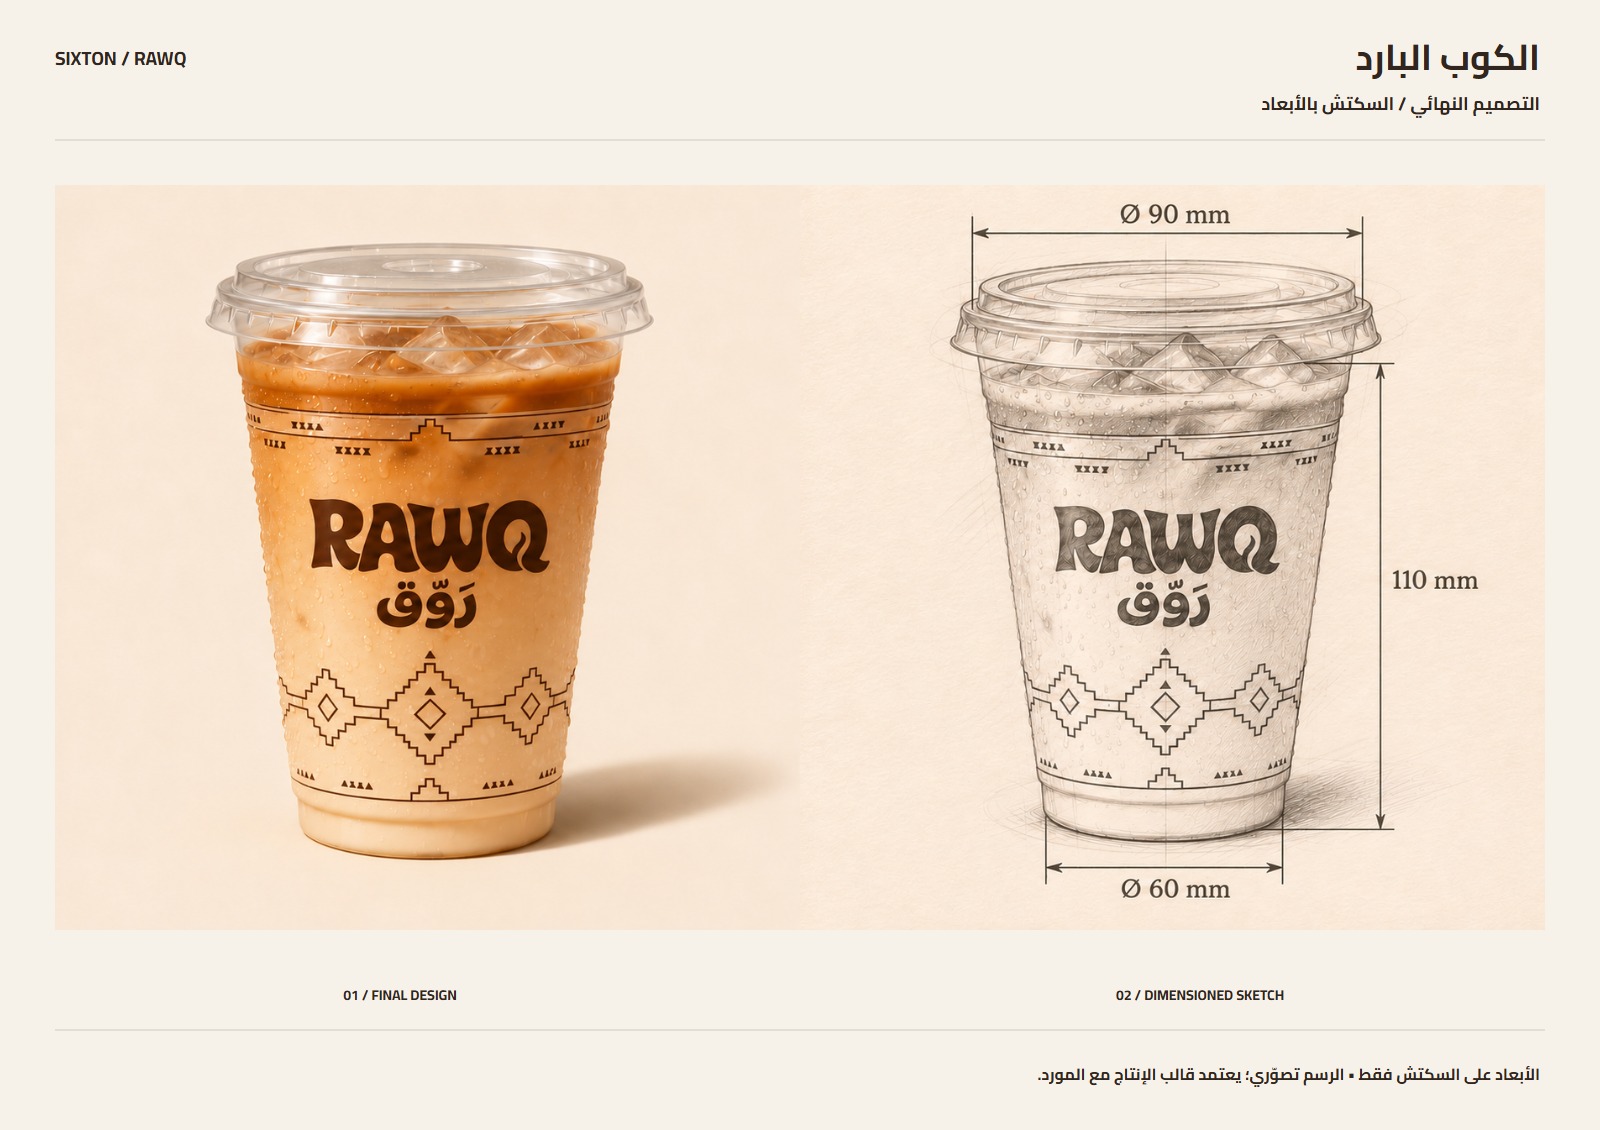 SIXTON / RAWQ
الكوب البارد
التصميم النهائي / السكتش بالأبعاد
Ø 90 mm
RAWQ
رَوّق
RAWQ
رَوّق
110 mm
Ø 60 mm
01 / FINAL DESIGN
02 / DIMENSIONED SKETCH
الأبعاد على السكتش فقط • الرسم تصوّري؛ يعتمد قالب الإنتاج مع المورد.